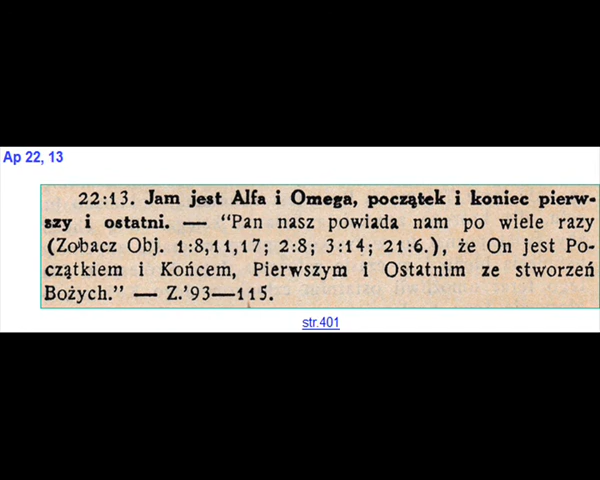 Ap 22, 13
22:13. Jam jest Alfa i Omega, początek i koniec pierw-
szy i ostatni. — “Pan nasz powiada nam po wiele razy
(Zobacz Obj. 1:8,11,17; 2:8; 3:14; 21:6.), że On jest Po-
czątkiem i Końcem, Pierwszym i Ostatnim ze stworzeń
Bożych.” — Z.’93—115.
str.401